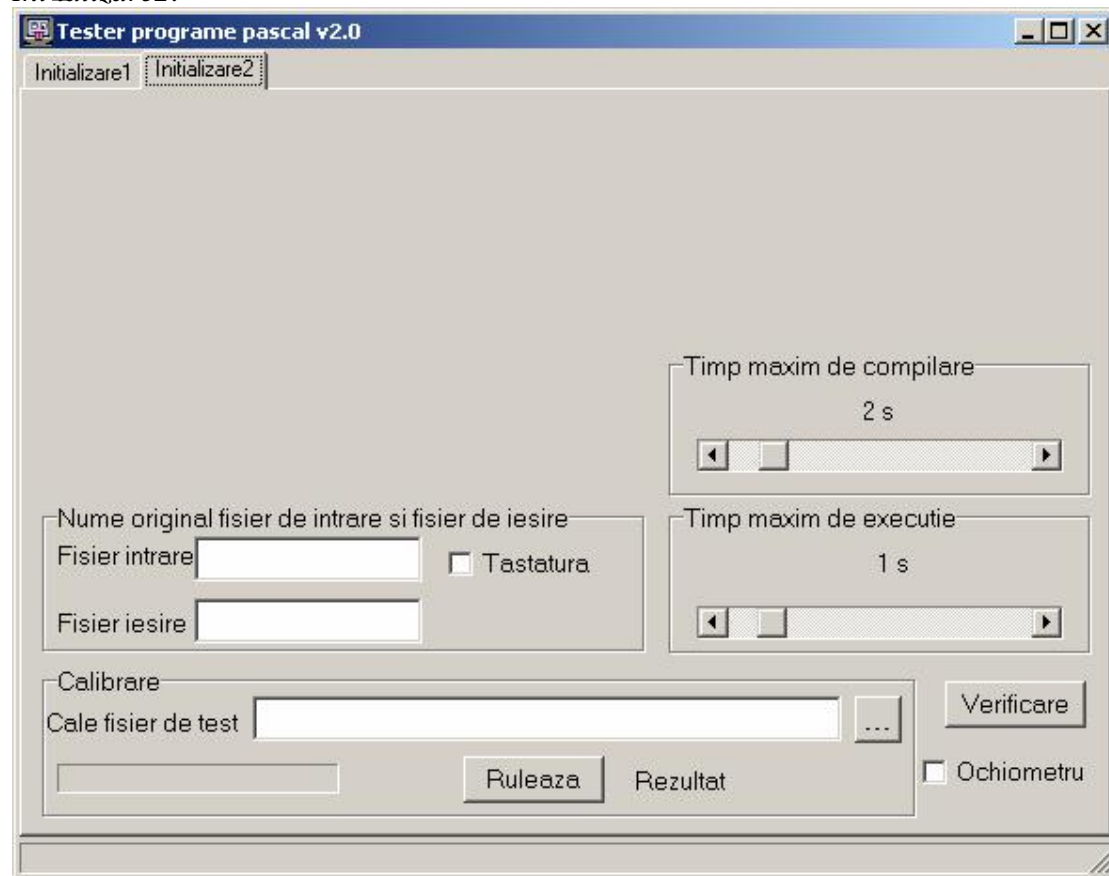 Tester programe pascal v2.0
Initializare1 Initializare2
Timp maxim de compilare
2 s
Nume original fisier de intrare si fisier de iesire
Fisier intrare
Tastatura
Fisier iesire
Timp maxim de executie
1 s
Calibrare
Cale fisier de test
...
Ruleaza
Rezultat
Verificare
Ochiometru